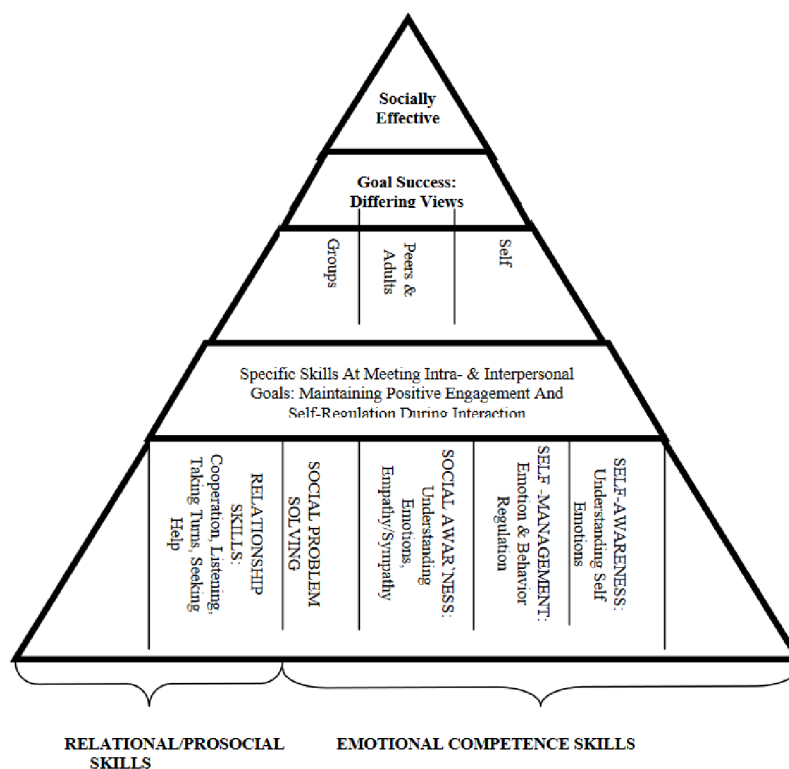 Socially
Effective
Goal Success:
Differing Views
Groups
Peers &
Adults
Self
Specific Skills At Meeting Intra- & Interpersonal
Goals: Maintaining Positive Engagement And
Self-Regulation During Interaction
RELATIONSHIP
SKILLS:
Cooperation, Listening,
Taking Turns, Seeking
Help
SOCIAL PROBLEM
SOLVING
SOCIAL AWAR`NESS:
Understanding
Emotions,
Empathy/Sympathy
SELF -MANAGEMENT:
Emotion & Behavior
Regulation
SELF-AWARENESS:
Understanding Self
Emotions
RELATIONAL/PROSOCIAL
SKILLS
EMOTIONAL COMPETENCE SKILLS